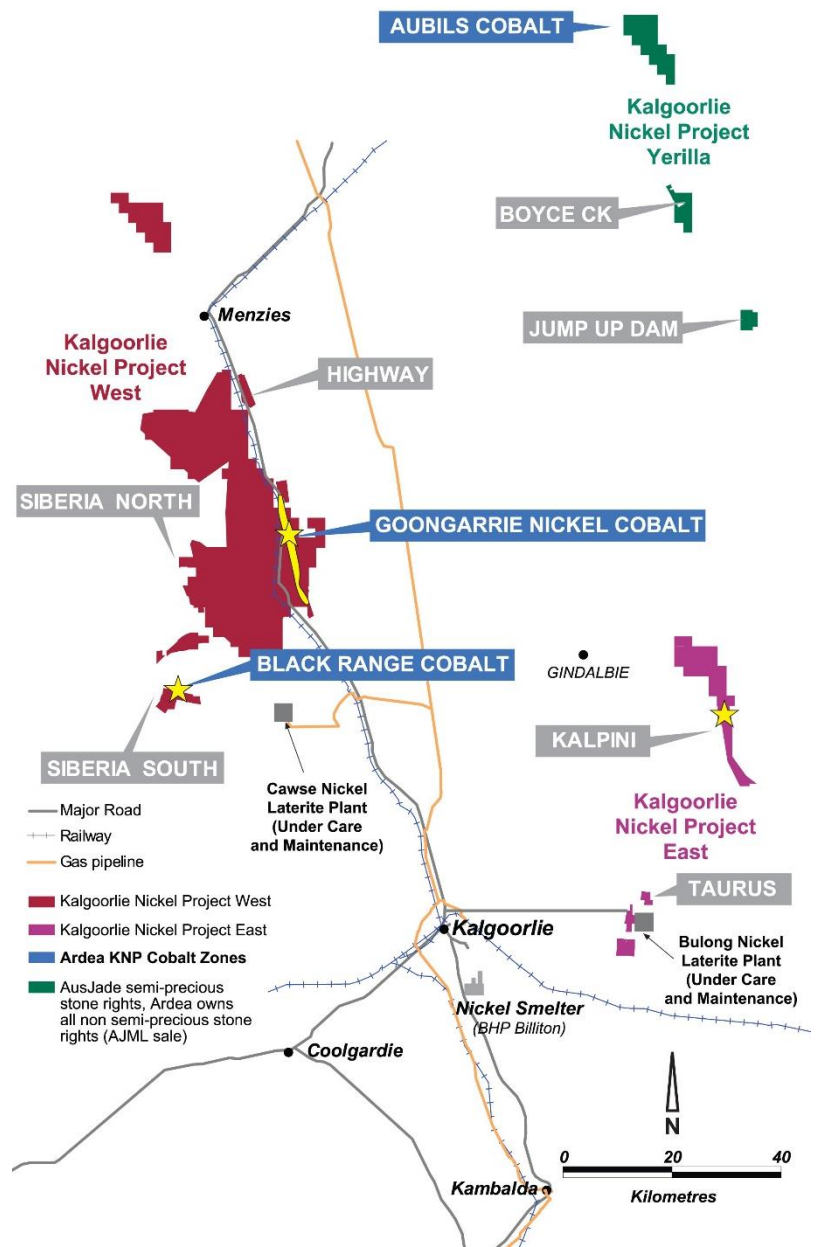 AUBILS COBALT
Kalgoorlie
Nickel Project
Yerilla
BOYCE CK
Menzies
JUMP UP DAM
Kalgoorlie
Nickel Project
West
HIGHWAY
SIBERIA NORTH
GOONGARRIE NICKEL COBALT
BLACK RANGE COBALT
GINDALBIE
KALPINI
SIBERIA SOUTH
Cawse Nickel
Laterite Plant
(Under Care
and Maintenance)
Kalgoorlie
Nickel Project
East
TAURUS
Major Road
Railway
Gas pipeline
Kalgoorlie Nickel Project West
Kalgoorlie Nickel Project East
Ardea KNP Cobalt Zones
AusJade semi-precious
stone rights, Ardea owns
all non semi-precious stone
rights (AJML sale)
Kalgoorlie
Bulong Nickel
Laterite Plant
(Under Care
and Maintenance)
Nickel Smelter
(BHP Billiton)
Coolgardie
N
0 20 40
Kilometres
Kambalda